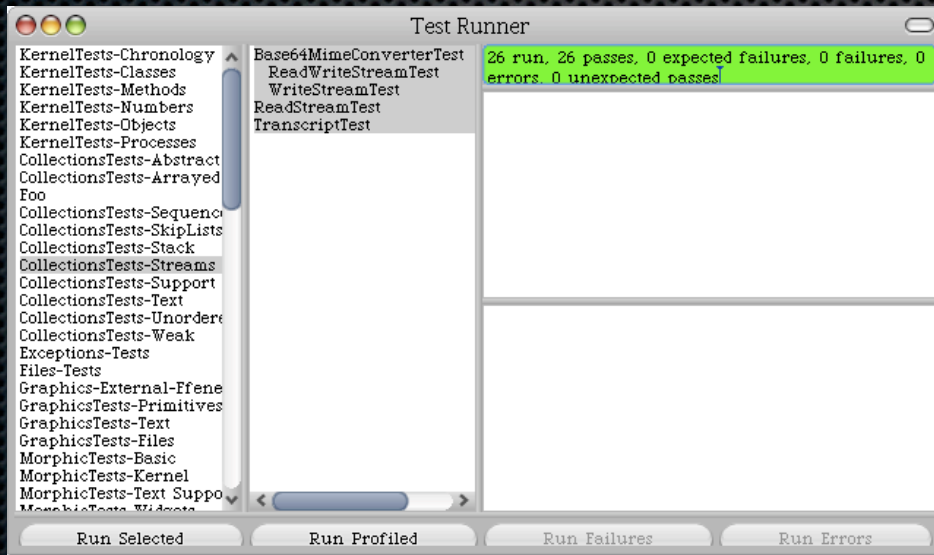 Test Runner
KernelTests-Chronology
KernelTests-Classes
KernelTests-Methods
KernelTests-Numbers
KernelTests-Objects
KernelTests-Processes
CollectionsTests-Abstract
CollectionsTests-Arrayed
Foo
CollectionsTests-Sequenc
CollectionsTests-SkipLists
CollectionsTests-Stack
CollectionsTests-Streams
CollectionsTests-Support
CollectionsTests-Text
CollectionsTests-Unordere
CollectionsTests-Weak
Exceptions-Tests
Files-Tests
Graphics-External-Ffene
GraphicsTests-Primitives
GraphicsTests-Text
GraphicsTests-Files
MorphicTests-Basic
MorphicTests-Kernel
MorphicTests-Text Suppo
MorphicTests-Widgets
Base64MimeConverterTest
ReadWriteStreamTest
WriteStreamTest
ReadStreamTest
TranscriptTest
26 run, 26 passes, 0 expected failures, 0 failures, 0
errors, 0 unexpected passes
Run Selected
Run Profiled
Run Failures
Run Errors